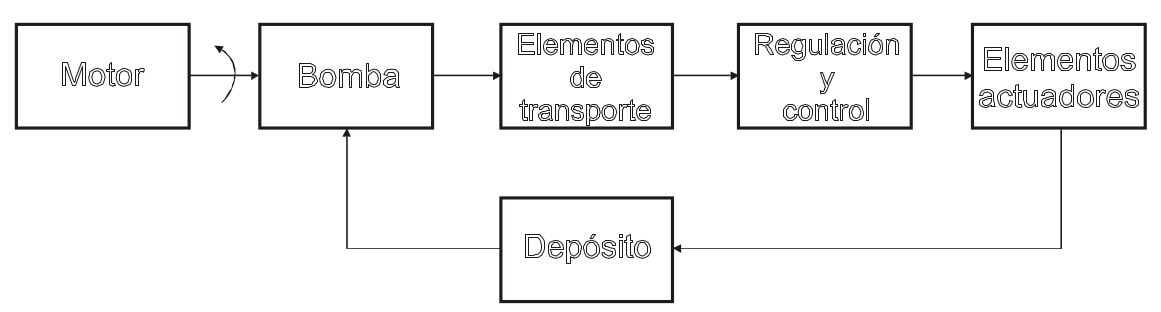 Motor
Bomba
Elementos
de
transporte
Regulación
y
control
Elementos
actuadores
Depósito